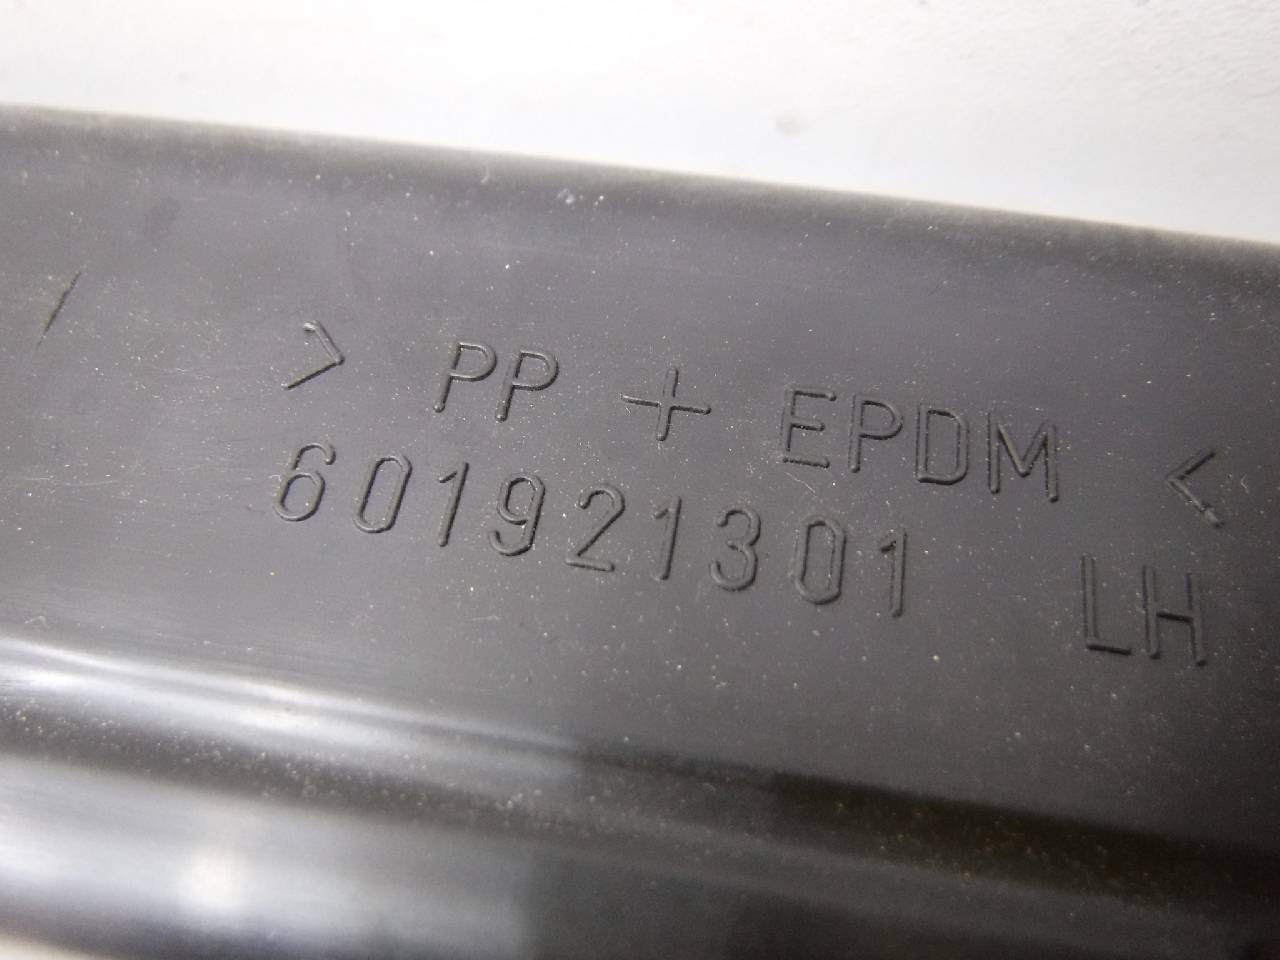 > PP + EPDM <
601921301 LH